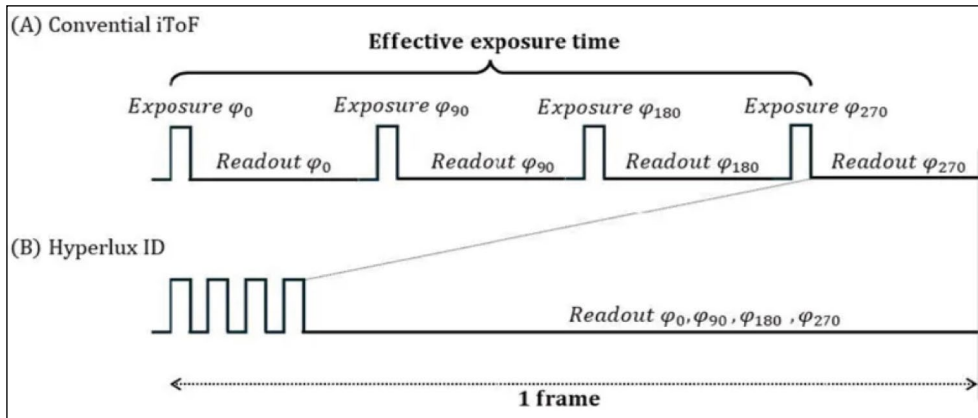 (A) Convential iToF
Effective exposure time
Exposure φ₀ Exposure φ₉₀ Exposure φ₁₈₀ Exposure φ₂₇₀
Readout φ₀ Readout φ₉₀ Readout φ₁₈₀ Readout φ₂₇₀
(B) Hyperlux ID
Readout φ₀, φ₉₀ , φ₁₈₀ , φ₂₇₀
1 frame